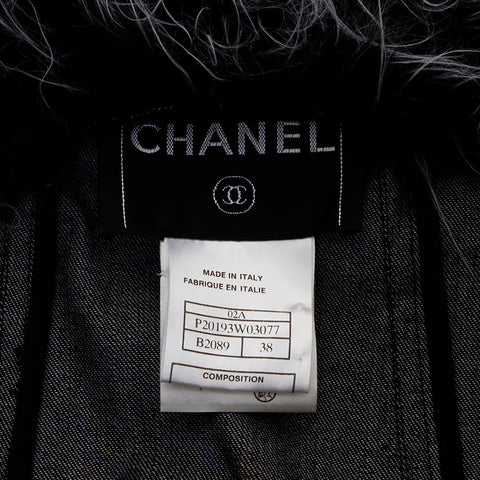 CHANEL
MADE IN ITALY
FABRIQUE EN ITALIE
02A
P20193W03077
B2089 38
COMPOSITION